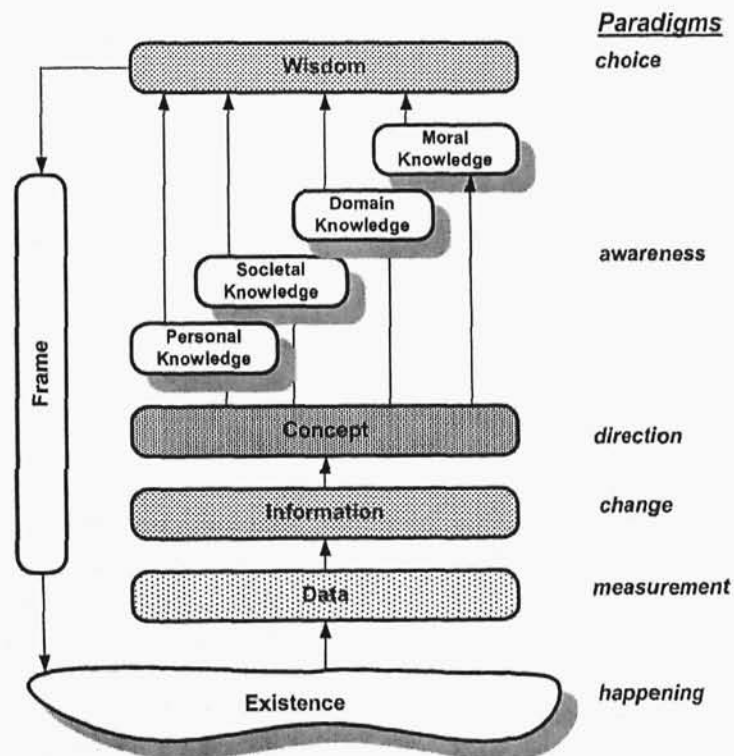 Paradigms
Wisdom
choice
Moral
Knowledge
Domain
Knowledge
awareness
Societal
Knowledge
Personal
Knowledge
Frame
Concept
direction
Information
change
Data
measurement
Existence
happening